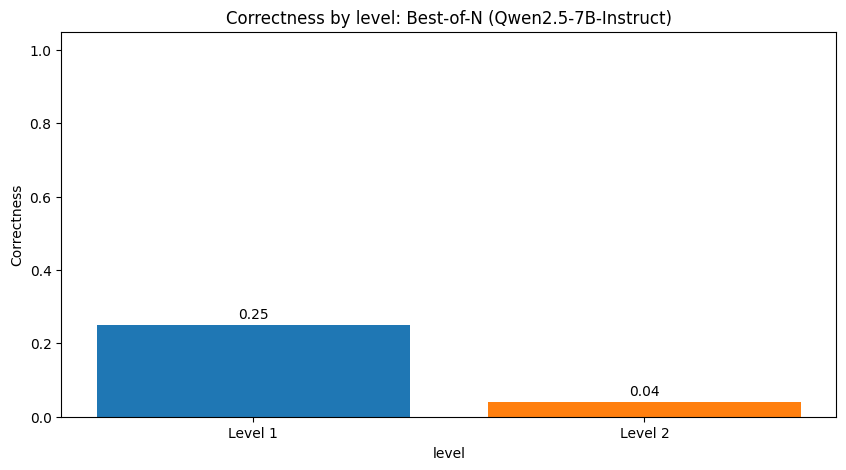 Correctness by level: Best-of-N (Qwen2.5-7B-Instruct)
1.0
0.8
0.6
0.4
0.2
0.0
Correctness
0.25
0.04
Level 1
Level 2
level